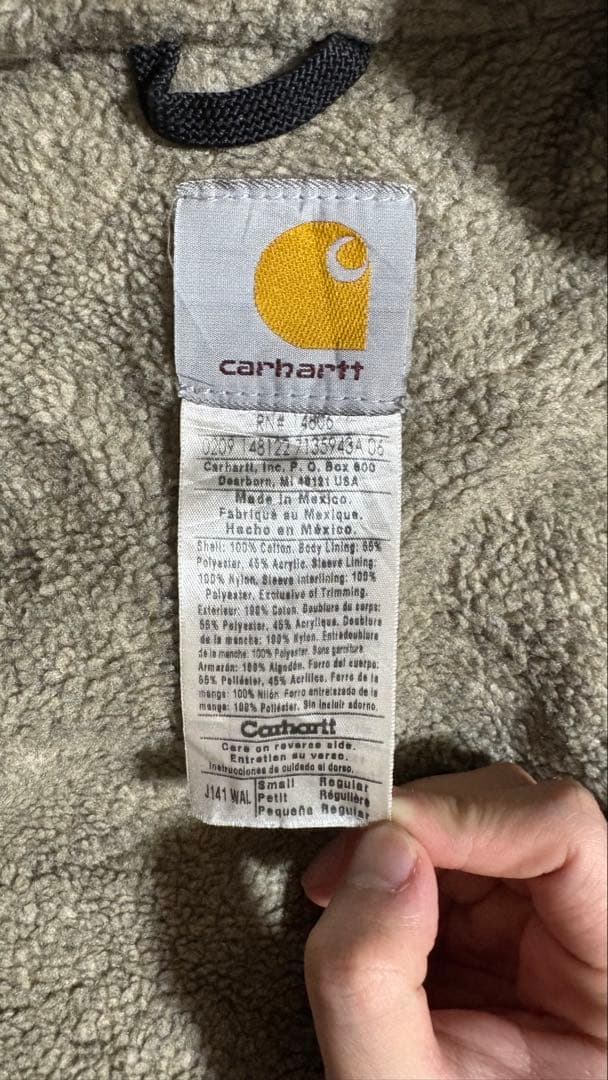 carhartt
RN# 4806
0209 148122 7135943A 06
Carhartt, Inc. P. O. Box 600
Dearborn, MI 48121 USA
Made in Mexico.
Fabriqué au Mexique.
Hecho en México.
Shell: 100% Cotton. Body Lining: 55%
Polyester, 45% Acrylic. Sleeve Lining:
100% Nylon. Sleeve Interlining: 100%
Polyester. Exclusive of Trimming.
Extérieur: 100% Coton. Doublure du corps:
55% Polyester, 45% Acrylique. Doublure
de la manche: 100% Nylon. Entredoublure
de la manche: 100% Polyester. Sans garniture.
Armazón: 100% Algodón. Forro del cuerpo:
55% Poliéster, 45% Acrílico. Forro de la
manga: 100% Nilón. Forro entrelazado de la
manga: 100% Poliéster. Sin incluir adorno.
Carhartt
Care on reverse side.
Entretien au verso.
Instrucciones de cuidado al dorso.
J141 WAL
Small Regular
Petit Régulière
Pequeña Regular